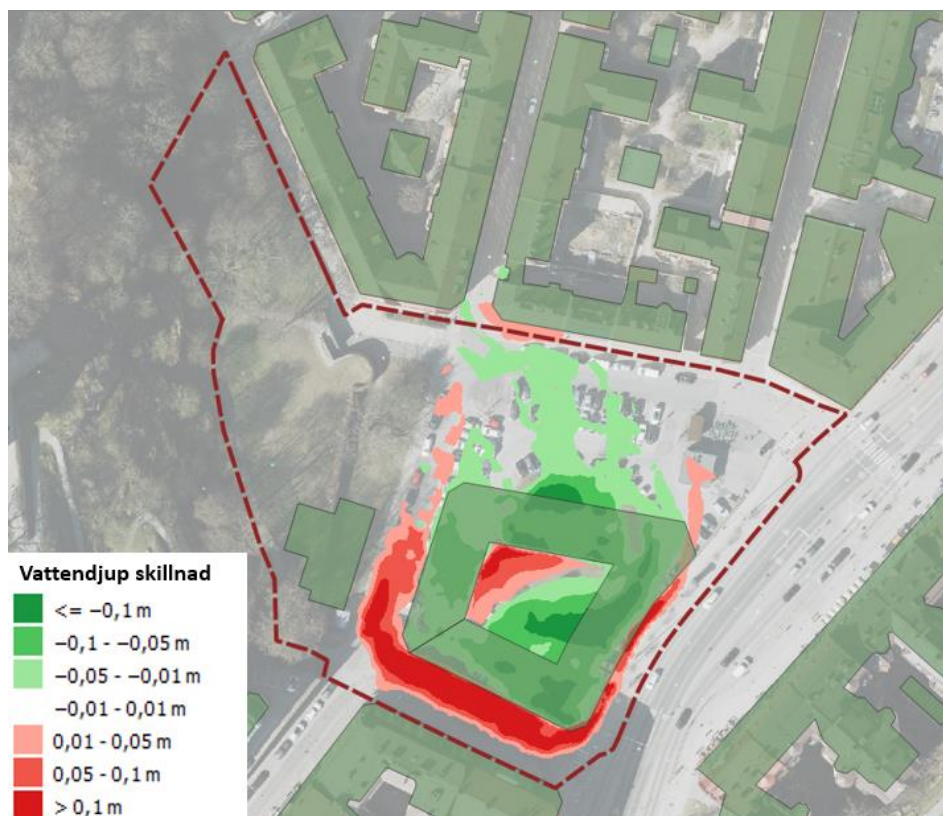 Vattendjup skillnad
<= −0,1 m
−0,1 - −0,05 m
−0,05 - −0,01 m
−0,01 - 0,01 m
0,01 - 0,05 m
0,05 - 0,1 m
> 0,1 m